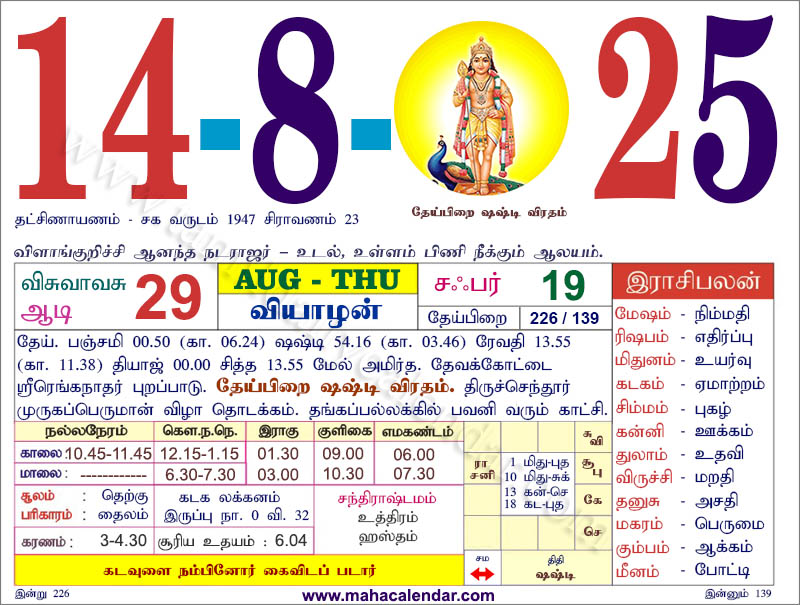 14-8- 25
தட்சிணாயணம் - சக வருடம் 1947 சிராவணம் 23
தேய்பிறை ஷஷ்டி விரதம்
விளாங்குறிச்சி ஆனந்த நடராஜர் – உடல், உள்ளம் பிணி நீக்கும் ஆலயம்.
விசுவாவசு
ஆடி
29
AUG - THU
வியாழன்
சஃபர் 19
தேய்பிறை 226 / 139
தேய். பஞ்சமி 00.50 (கா. 06.24) ஷஷ்டி 54.16 (கா. 03.46) ரேவதி 13.55
(கா. 11.38) தியாஜ் 00.00 சித்த 13.55 மேல் அமிர்த. தேவக்கோட்டை
ஸ்ரீரெங்கநாதர் புறப்பாடு. தேய்பிறை ஷஷ்டி விரதம். திருச்செந்தூர்
முருகப்பெருமான் விழா தொடக்கம். தங்கப்பல்லக்கில் பவனி வரும் காட்சி.
நல்லநேரம் கௌ.ந.நெ. இராகு குளிகை எமகண்டம்
காலை: 10.45-11.45 12.15-1.15 01.30 09.00 06.00
மாலை: ------------ 6.30-7.30 03.00 10.30 07.30
சூலம் : தெற்கு
பரிகாரம் : தைலம்
கடக லக்கனம்
இருப்பு நா. 0 வி. 32
சந்திராஷ்டமம்
உத்திரம்
ஹஸ்தம்
கரணம் : 3-4.30 சூரிய உதயம் : 6.04
கடவுளை நம்பினோர் கைவிடப் படார்
சு
வி
ரா
சனி
1 மிது-புத
10 மிது-சுக்
13 கன்-செ
18 கட-புத
சூ
பு
கே
செ
சம
திதி
ஷஷ்டி
இராசிபலன்
மேஷம் - நிம்மதி
ரிஷபம் - எதிர்ப்பு
மிதுனம் - உயர்வு
கடகம் - ஏமாற்றம்
சிம்மம் - புகழ்
கன்னி - ஊக்கம்
துலாம் - உதவி
விருச்சி - மறதி
தனுசு - அசதி
மகரம் - பெருமை
கும்பம் - ஆக்கம்
மீனம் - போட்டி
இன்று 226
www.mahacalendar.com
இன்னும் 139